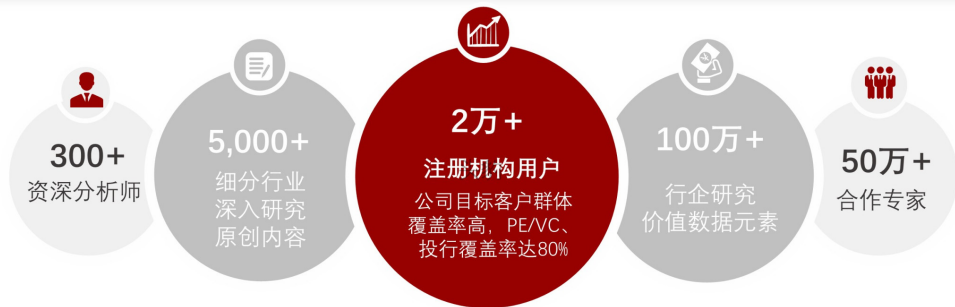 300+
资深分析师
5,000+
细分行业
深入研究
原创内容
2万+
注册机构用户
公司目标客户群体
覆盖率高，PE/VC、
投行覆盖率达80%
100万+
行企研究
价值数据元素
50万+
合作专家